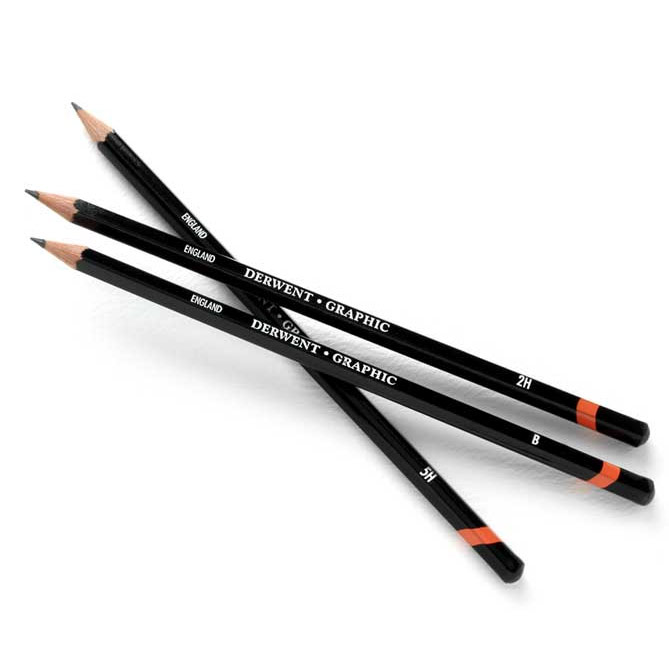 ENGLAND
ENGLAND DERWENT • GRAPHIC 2H
ENGLAND DERWENT • GRAPHIC B
5H